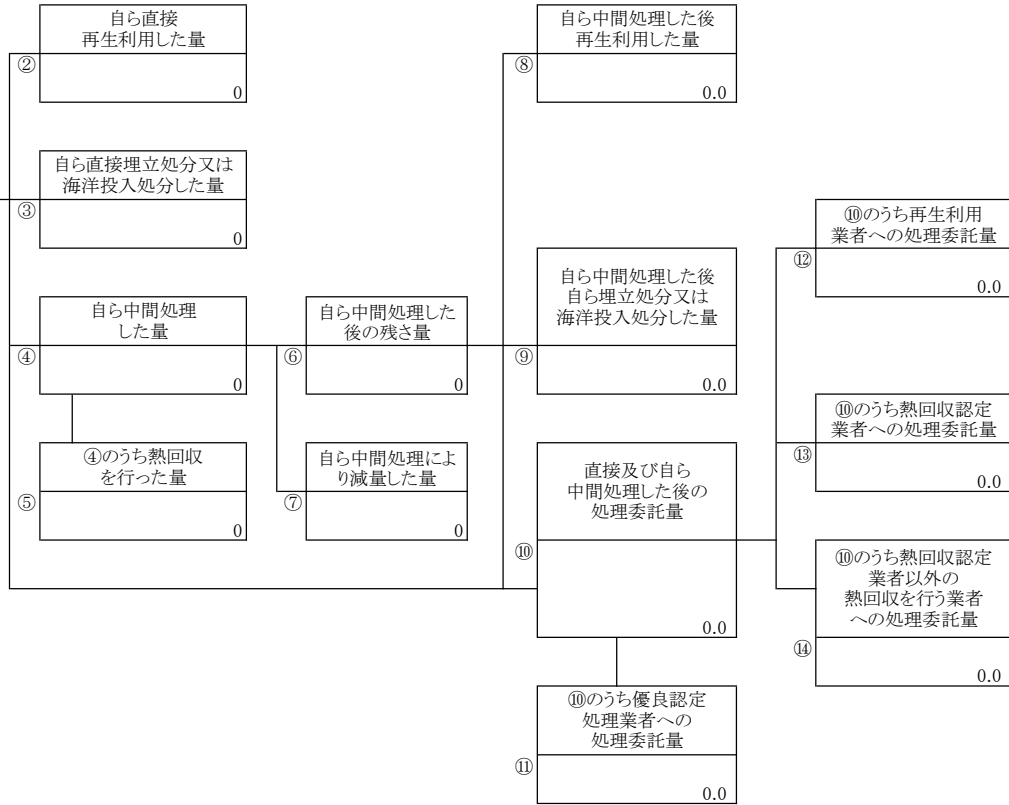 自ら直接
再生利用した量
②
0
自ら中間処理した後
再生利用した量
⑧
0.0
自ら直接埋立処分又は
海洋投入処分した量
③
0
⑩のうち再生利用
業者への処理委託量
⑫
0.0
自ら中間処理
した量
④
0
自ら中間処理した
後の残さ量
⑥
0
自ら中間処理した後
自ら埋立処分又は
海洋投入処分した量
⑨
0.0
⑩のうち熱回収認定
業者への処理委託量
⑬
0.0
④のうち熱回収
を行った量
⑤
0
自ら中間処理によ
り減量した量
⑦
0
直接及び自ら
中間処理した後の
処理委託量
⑩
0.0
⑩のうち熱回収認定
業者以外の
熱回収を行う業者
への処理委託量
⑭
0.0
⑩のうち優良認定
処理業者への
処理委託量
⑪
0.0